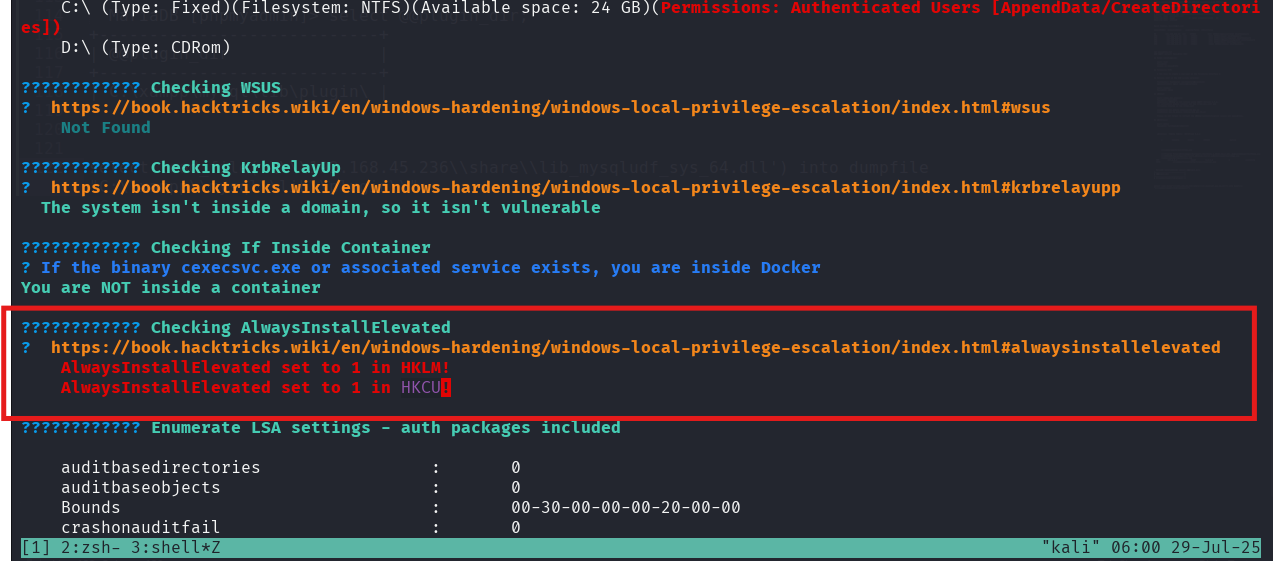 C:\ (Type: Fixed)(Filesystem: NTFS)(Available space: 24 GB)(Permissions: Authenticated Users [AppendData/CreateDirectori
es])
D:\ (Type: CDRom)
???????????? Checking WSUS
?  https://book.hacktricks.wiki/en/windows-hardening/windows-local-privilege-escalation/index.html#wsus
Not Found
???????????? Checking KrbRelayUp
?  https://book.hacktricks.wiki/en/windows-hardening/windows-local-privilege-escalation/index.html#krbrelayupp
The system isn't inside a domain, so it isn't vulnerable
???????????? Checking If Inside Container
? If the binary cexecsvc.exe or associated service exists, you are inside Docker
You are NOT inside a container
???????????? Checking AlwaysInstallElevated
?  https://book.hacktricks.wiki/en/windows-hardening/windows-local-privilege-escalation/index.html#alwaysinstallelevated
AlwaysInstallElevated set to 1 in HKLM!
AlwaysInstallElevated set to 1 in HKCU!
???????????? Enumerate LSA settings - auth packages included
auditbasedirectories : 0
auditbaseobjects : 0
Bounds : 00-30-00-00-00-20-00-00
crashonauditfail : 0
[1] 2:zsh- 3:shell*Z "kali" 06:00 29-Jul-25